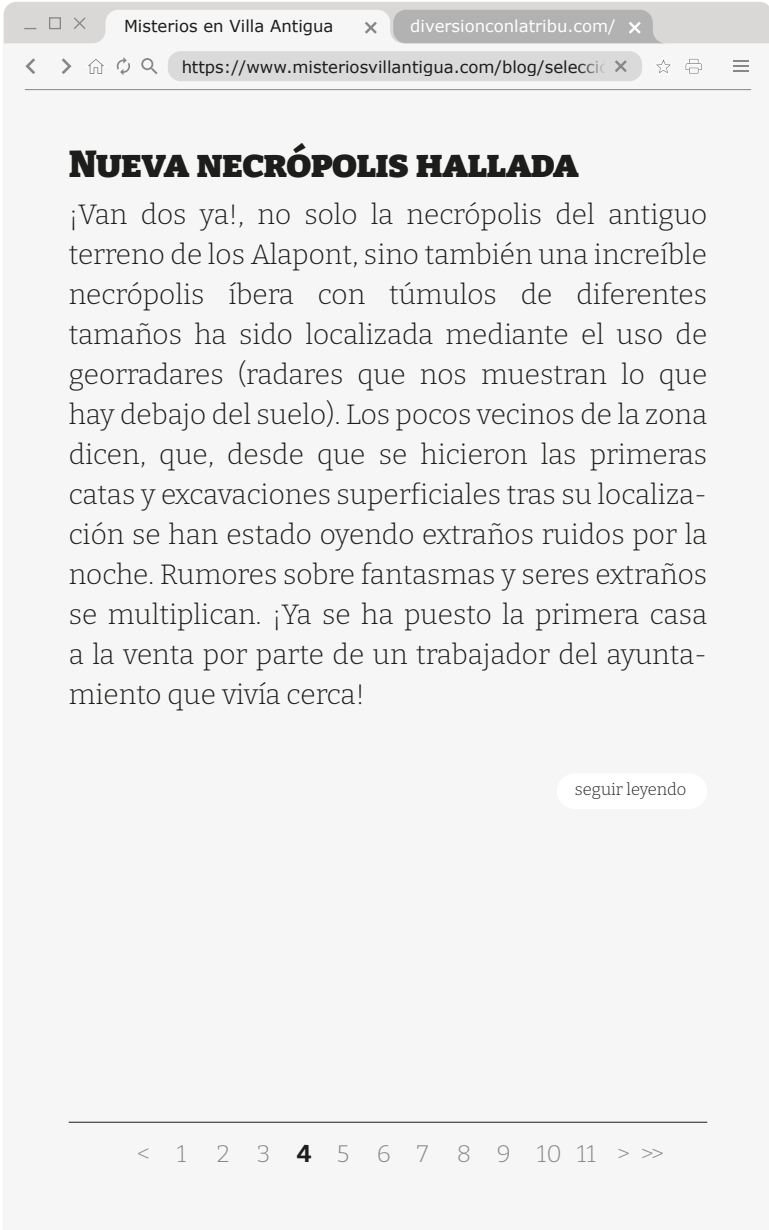 Misterios en Villa Antigua
diversionconlatribu.com/
https://www.misteriosvillantigua.com/blog/selecci
NUEVA NECRÓPOLIS HALLADA
¡Van dos ya!, no solo la necrópolis del antiguo
terreno de los Alapont, sino también una increíble
necrópolis íbera con túmulos de diferentes
tamaños ha sido localizada mediante el uso de
georradares (radares que nos muestran lo que
hay debajo del suelo). Los pocos vecinos de la zona
dicen, que, desde que se hicieron las primeras
catas y excavaciones superficiales tras su localiza-
ción se han estado oyendo extraños ruidos por la
noche. Rumores sobre fantasmas y seres extraños
se multiplican. ¡Ya se ha puesto la primera casa
a la venta por parte de un trabajador del ayunta-
miento que vivía cerca!
seguir leyendo
< 1 2 3 4 5 6 7 8 9 10 11 > >>